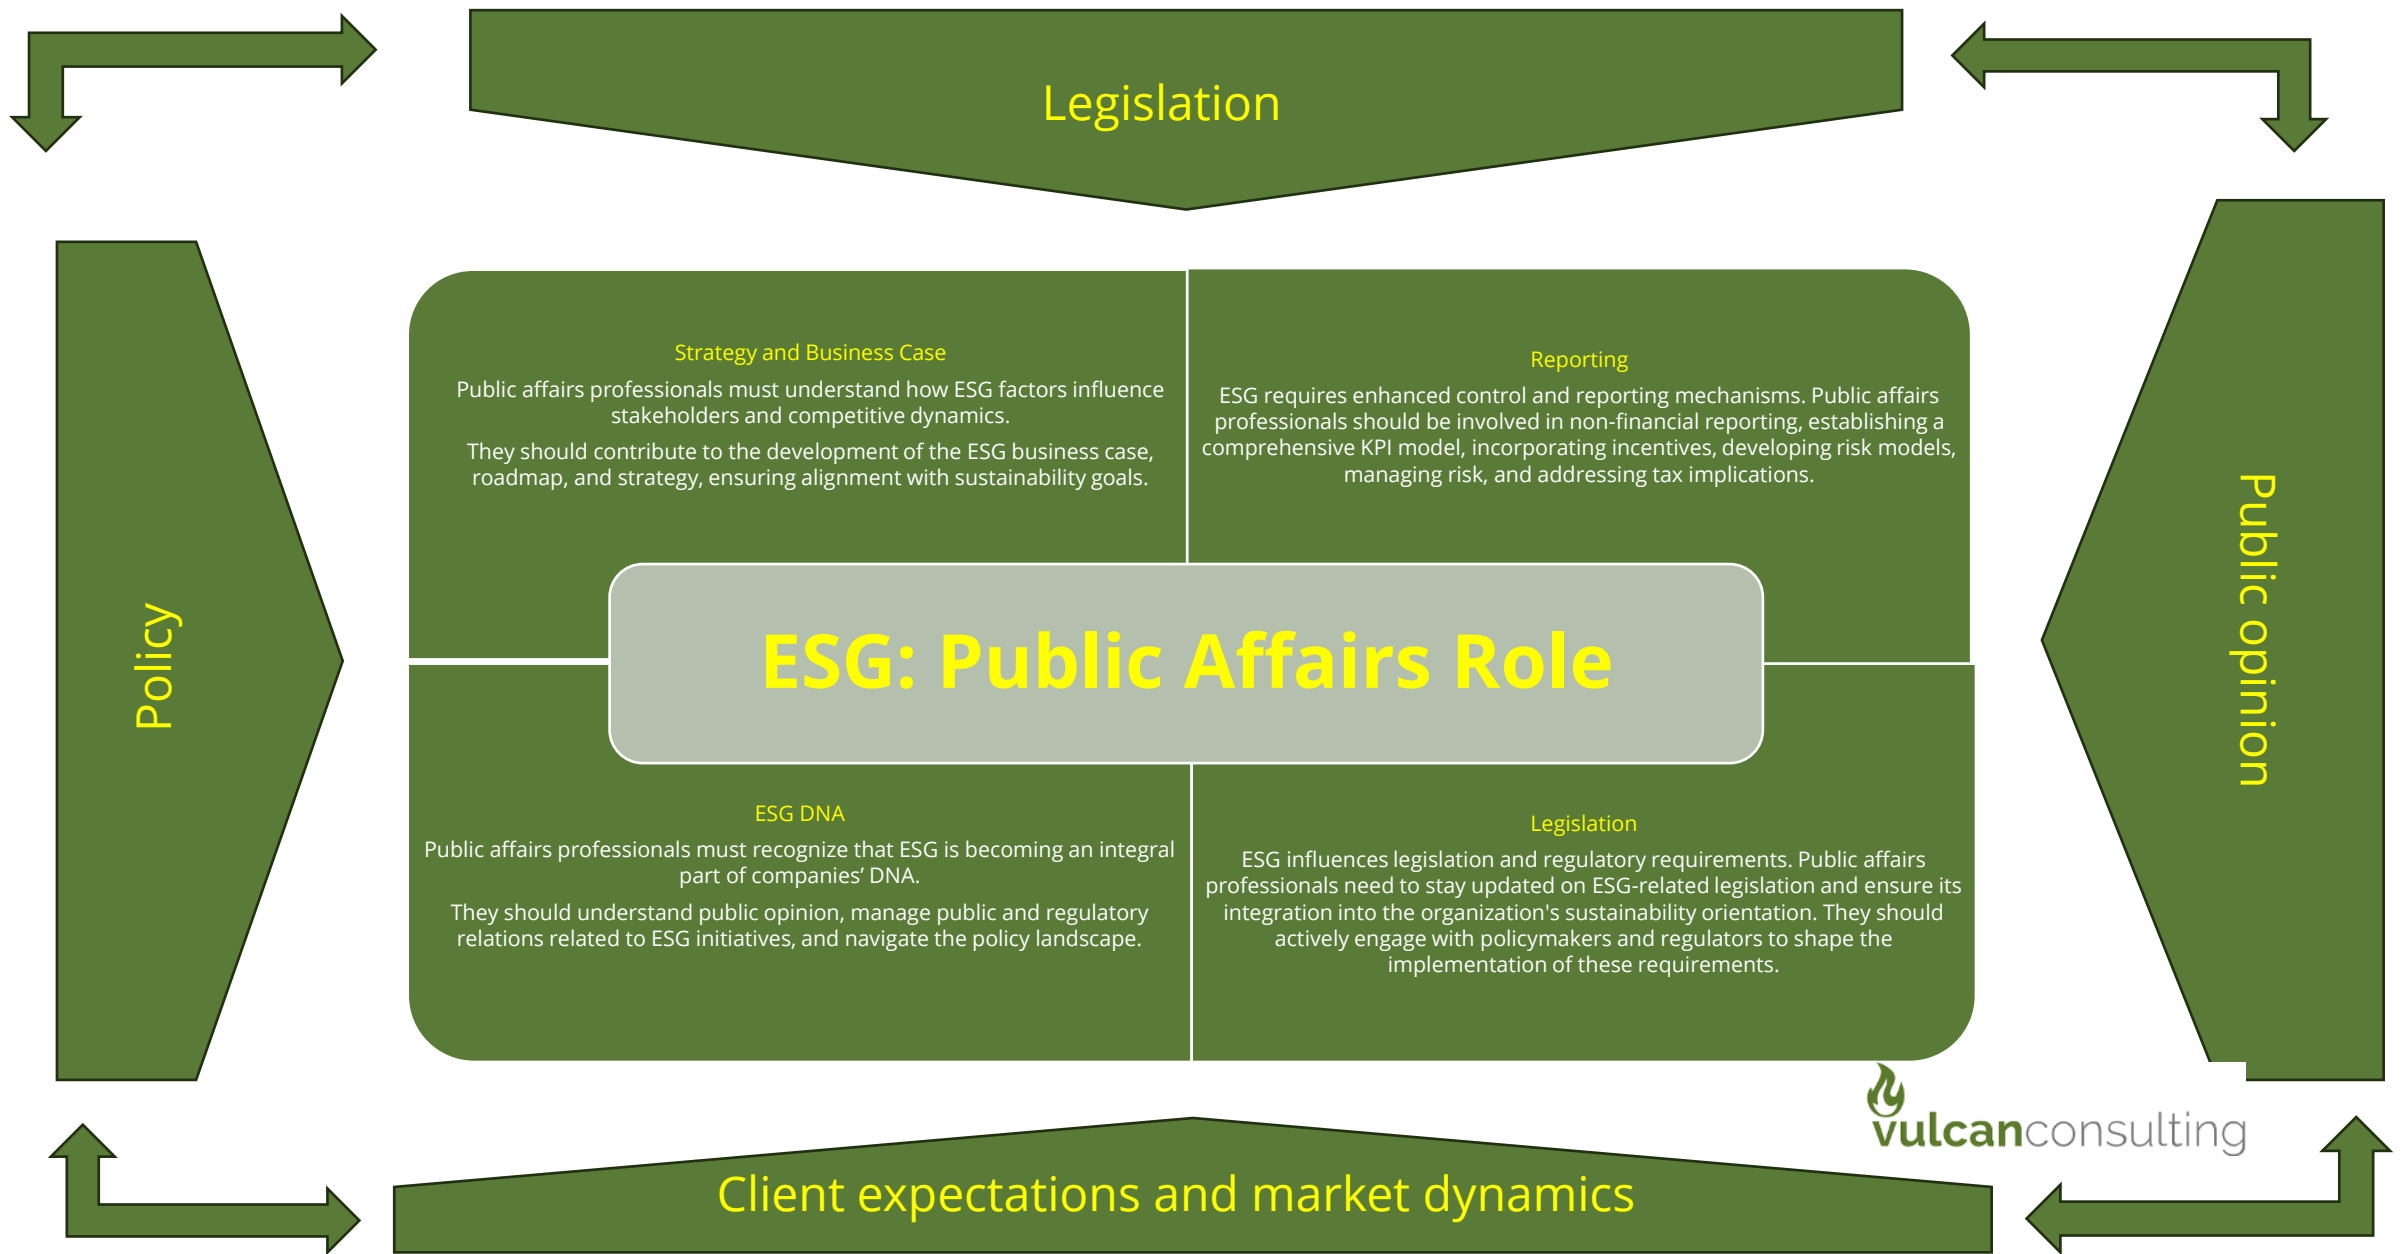 Legislation
Policy
Strategy and Business Case
Public affairs professionals must understand how ESG factors influence
stakeholders and competitive dynamics.
They should contribute to the development of the ESG business case,
roadmap, and strategy, ensuring alignment with sustainability goals.
Reporting
ESG requires enhanced control and reporting mechanisms. Public affairs
professionals should be involved in non-financial reporting, establishing a
comprehensive KPI model, incorporating incentives, developing risk models,
managing risk, and addressing tax implications.
Public opinion
ESG: Public Affairs Role
ESG DNA
Public affairs professionals must recognize that ESG is becoming an integral
part of companies’ DNA.
They should understand public opinion, manage public and regulatory
relations related to ESG initiatives, and navigate the policy landscape.
Legislation
ESG influences legislation and regulatory requirements. Public affairs
professionals need to stay updated on ESG-related legislation and ensure its
integration into the organization's sustainability orientation. They should
actively engage with policymakers and regulators to shape the
implementation of these requirements.
vulcanconsulting
Client expectations and market dynamics